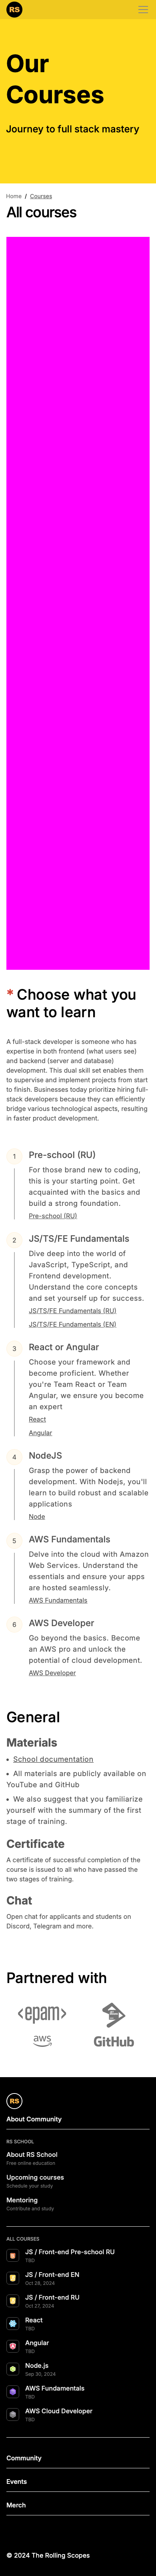 RS
Our
Courses
Journey to full stack mastery
Home / Courses
All courses
* Choose what you
want to learn
A full-stack developer is someone who has
expertise in both frontend (what users see)
and backend (server and database)
development. This dual skill set enables them
to supervise and implement projects from start
to finish. Businesses today prioritize hiring full-
stack developers because they can efficiently
bridge various technological aspects, resulting
in faster product development.
1
Pre-school (RU)
For those brand new to coding,
this is your starting point. Get
acquainted with the basics and
build a strong foundation.
Pre-school (RU)
2
JS/TS/FE Fundamentals
Dive deep into the world of
JavaScript, TypeScript, and
Frontend development.
Understand the core concepts
and set yourself up for success.
JS/TS/FE Fundamentals (RU)
JS/TS/FE Fundamentals (EN)
3
React or Angular
Choose your framework and
become proficient. Whether
you're Team React or Team
Angular, we ensure you become
an expert
React
Angular
4
NodeJS
Grasp the power of backend
development. With Nodejs, you'll
learn to build robust and scalable
applications
Node
5
AWS Fundamentals
Delve into the cloud with Amazon
Web Services. Understand the
essentials and ensure your apps
are hosted seamlessly.
AWS Fundamentals
6
AWS Developer
Go beyond the basics. Become
an AWS pro and unlock the
potential of cloud development.
AWS Developer
General
Materials
• School documentation
• All materials are publicly available on
YouTube and GitHub
• We also suggest that you familiarize
yourself with the summary of the first
stage of training.
Certificate
A certificate of successful completion of the
course is issued to all who have passed the
two stages of training.
Chat
Open chat for applicants and students on
Discord, Telegram and more.
Partnered with
<epam>
aws
GitHub
RS
About Community
RS SCHOOL
About RS School
Free online education
Upcoming courses
Schedule your study
Mentoring
Contribute and study
ALL COURSES
JS / Front-end Pre-school RU
TBD
JS / Front-end EN
Oct 28, 2024
JS / Front-end RU
Oct 27, 2024
React
TBD
Angular
TBD
Node.js
Sep 30, 2024
AWS Fundamentals
TBD
AWS Cloud Developer
TBD
Community
Events
Merch
© 2024 The Rolling Scopes